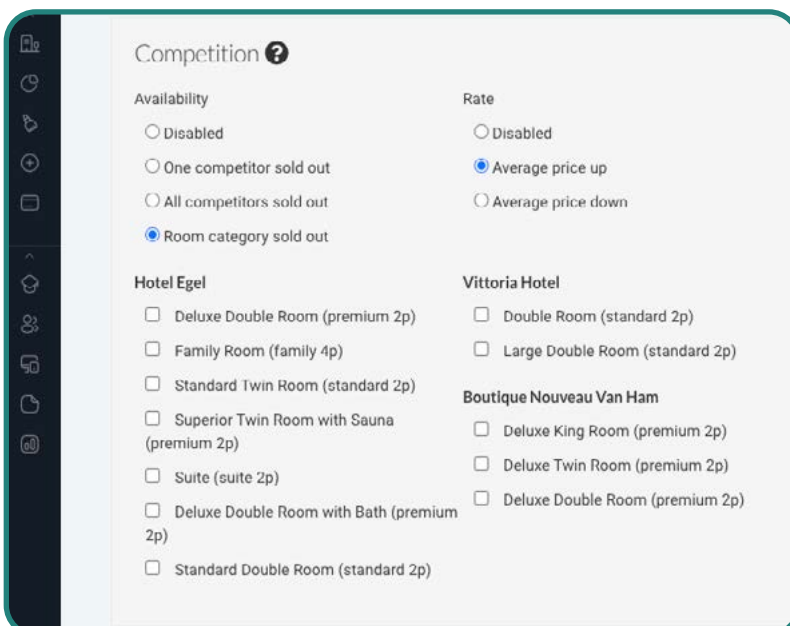 Competition ?
Availability
Disabled
One competitor sold out
All competitors sold out
Room category sold out
Rate
Disabled
Average price up
Average price down
Hotel Egel
Deluxe Double Room (premium 2p)
Family Room (family 4p)
Standard Twin Room (standard 2p)
Superior Twin Room with Sauna
(premium 2p)
Suite (suite 2p)
Deluxe Double Room with Bath (premium
2p)
Standard Double Room (standard 2p)
Vittoria Hotel
Double Room (standard 2p)
Large Double Room (standard 2p)
Boutique Nouveau Van Ham
Deluxe King Room (premium 2p)
Deluxe Twin Room (premium 2p)
Deluxe Double Room (premium 2p)